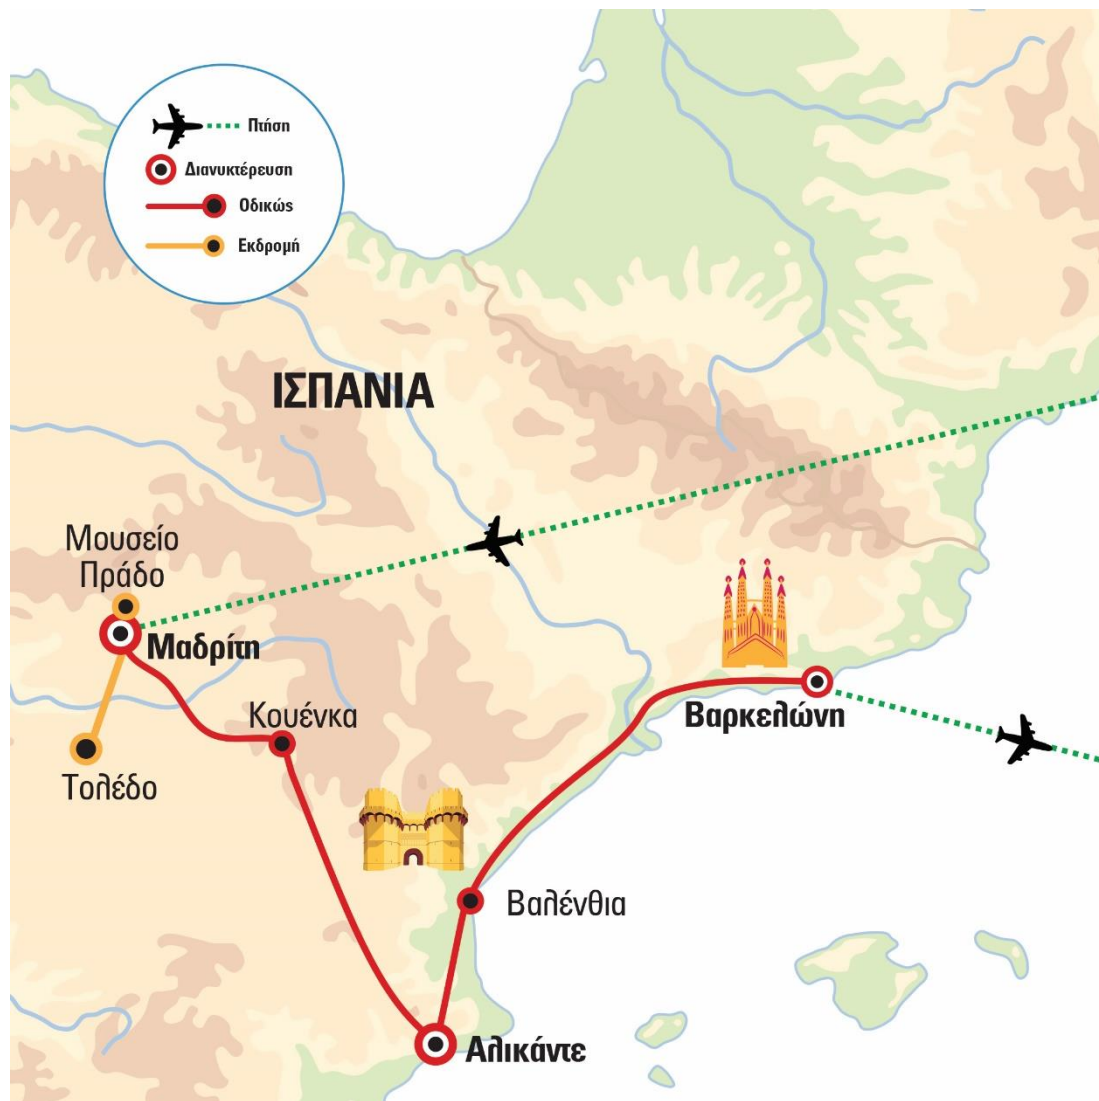 Πτήση
Διανυκτέρευση
Οδικώς
Εκδρομή
ΙΣΠΑΝΙΑ
Μουσείο
Πράδο
Μαδρίτη
Κουένκα
Τολέδο
Βαρκελώνη
Βαλένθια
Αλικάντε